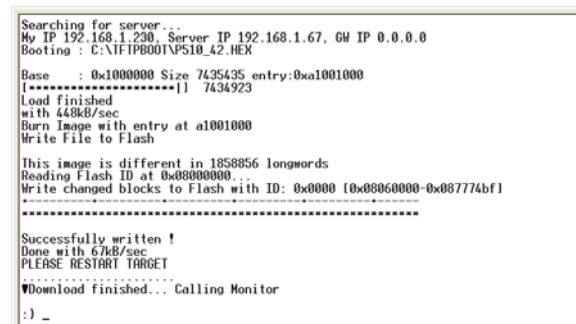 Searching for server...
My IP 192.168.1.230, Server IP 192.168.1.67, GW IP 0.0.0.0
Booting : C:\TFTPBOOT\P510_42.HEX
Base    : 0x1000000 Size 7435435 entry:0xa1001000
[**********************|] 7434923
Load finished
with 448kB/sec
Burn Image with entry at a1001000
Write File to Flash
This image is different in 1858856 longwords
Reading Flash ID at 0x08000000...
Write changed blocks to Flash with ID: 0x0000 [0x08060000-0x087774bf]
+---------+---------+---------+---------+---------+------
*********************************************************
Successfully written !
Done with 67kB/sec
PLEASE RESTART TARGET
......................
▼Download finished... Calling Monitor
:) _